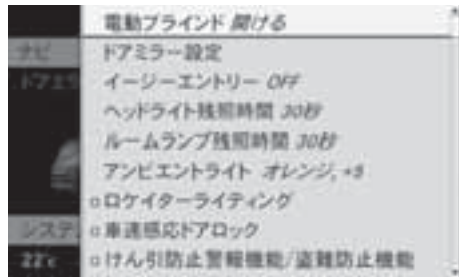 電動ブラインド 開ける
ナビ
ドアミラー設定
ドアミラ
イージーエントリー OFF
ヘッドライト残照時間 30秒
ルームランプ残照時間 30秒
アンビエントライト オレンジ, +5
ロケイターライティング
システ
車速感応ドアロック
22℃
けん引防止警報機能/盗難防止機能